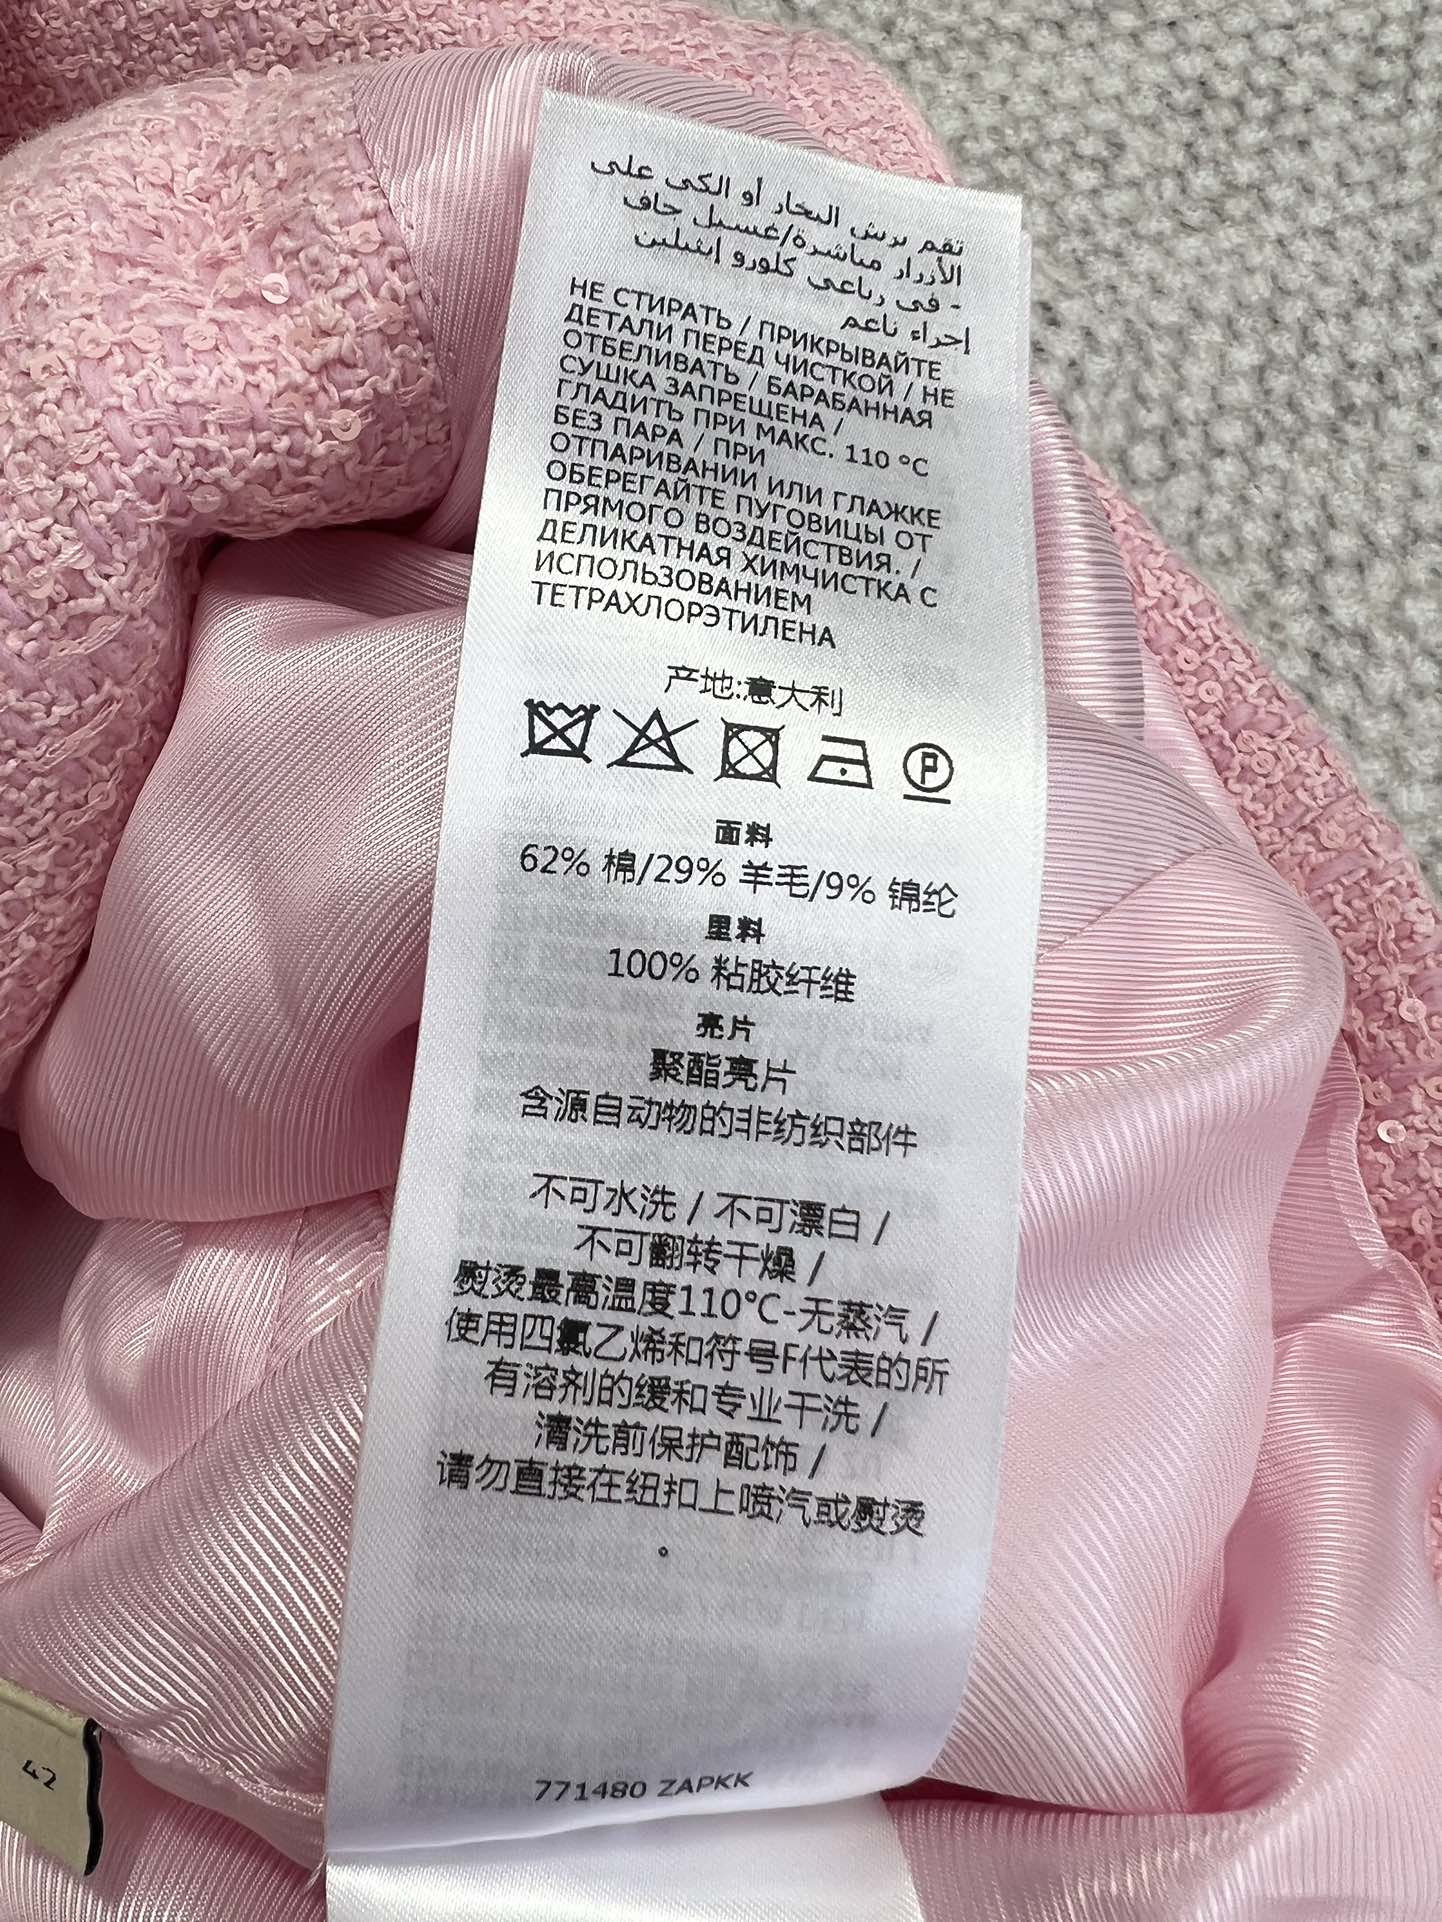 تقم برش البخار أو الكي على
الأزرار مباشرة/غسيل جاف
- في رباعي كلورو إيثيلين
إجراء ناعم
НЕ СТИРАТЬ / ПРИКРЫВАЙТЕ
ДЕТАЛИ ПЕРЕД ЧИСТКОЙ / НЕ
ОТБЕЛИВАТЬ / БАРАБАННАЯ
СУШКА ЗАПРЕЩЕНА /
ГЛАДИТЬ ПРИ МАКС. 110 °C
БЕЗ ПАРА / ПРИ
ОТПАРИВАНИИ ИЛИ ГЛАЖКЕ
ОБЕРЕГАЙТЕ ПУГОВИЦЫ ОТ
ПРЯМОГО ВОЗДЕЙСТВИЯ. /
ДЕЛИКАТНАЯ ХИМЧИСТКА С
ИСПОЛЬЗОВАНИЕМ
ТЕТРАХЛОРЭТИЛЕНА
产地:意大利
P
面料
62% 棉/29% 羊毛/9% 锦纶
里料
100% 粘胶纤维
亮片
聚酯亮片
含源自动物的非纺织部件
不可水洗 / 不可漂白 /
不可翻转干燥 /
熨烫最高温度110°C-无蒸汽 /
使用四氯乙烯和符号F代表的所
有溶剂的缓和专业干洗 /
清洗前保护配饰 /
请勿直接在纽扣上喷汽或熨烫
。
771480 ZAPKK
42